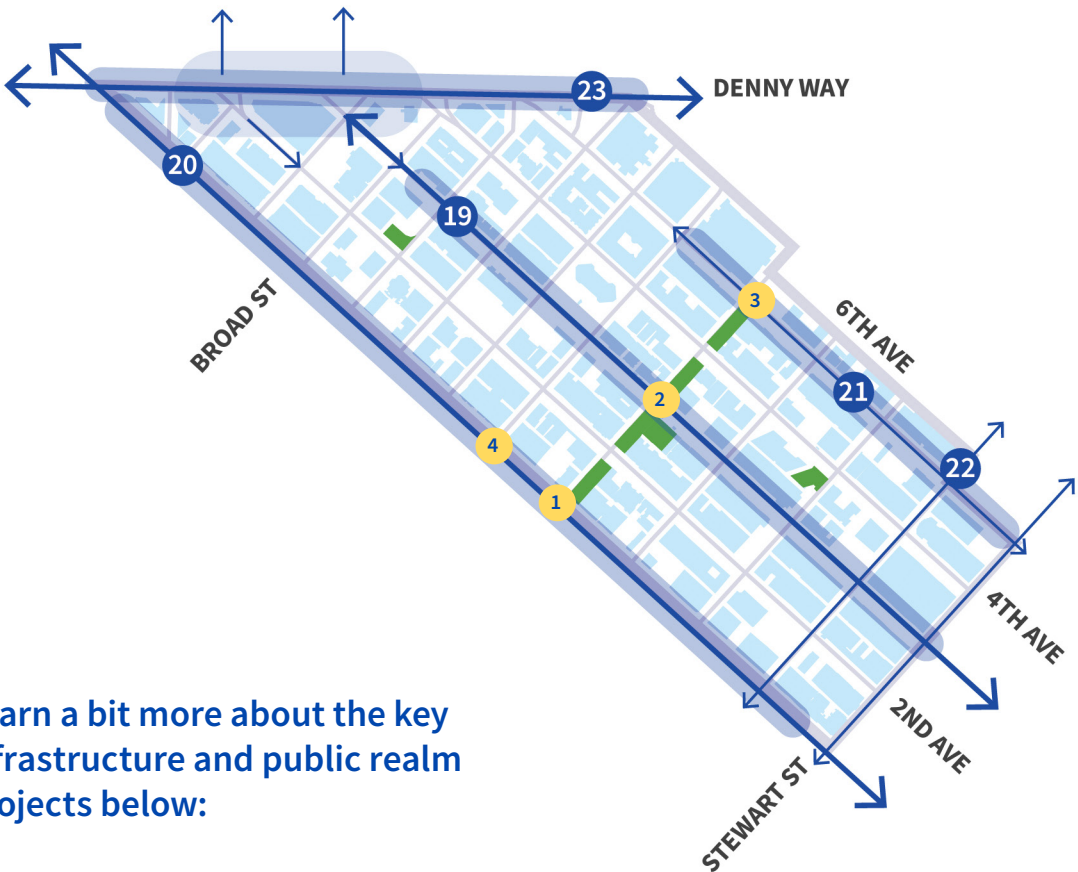 23
DENNY WAY
20
19
BROAD ST
3
6TH AVE
21
2
4
22
1
4TH AVE
2ND AVE
STEWART ST
arn a bit more about the key
frastructure and public realm
ojects below: